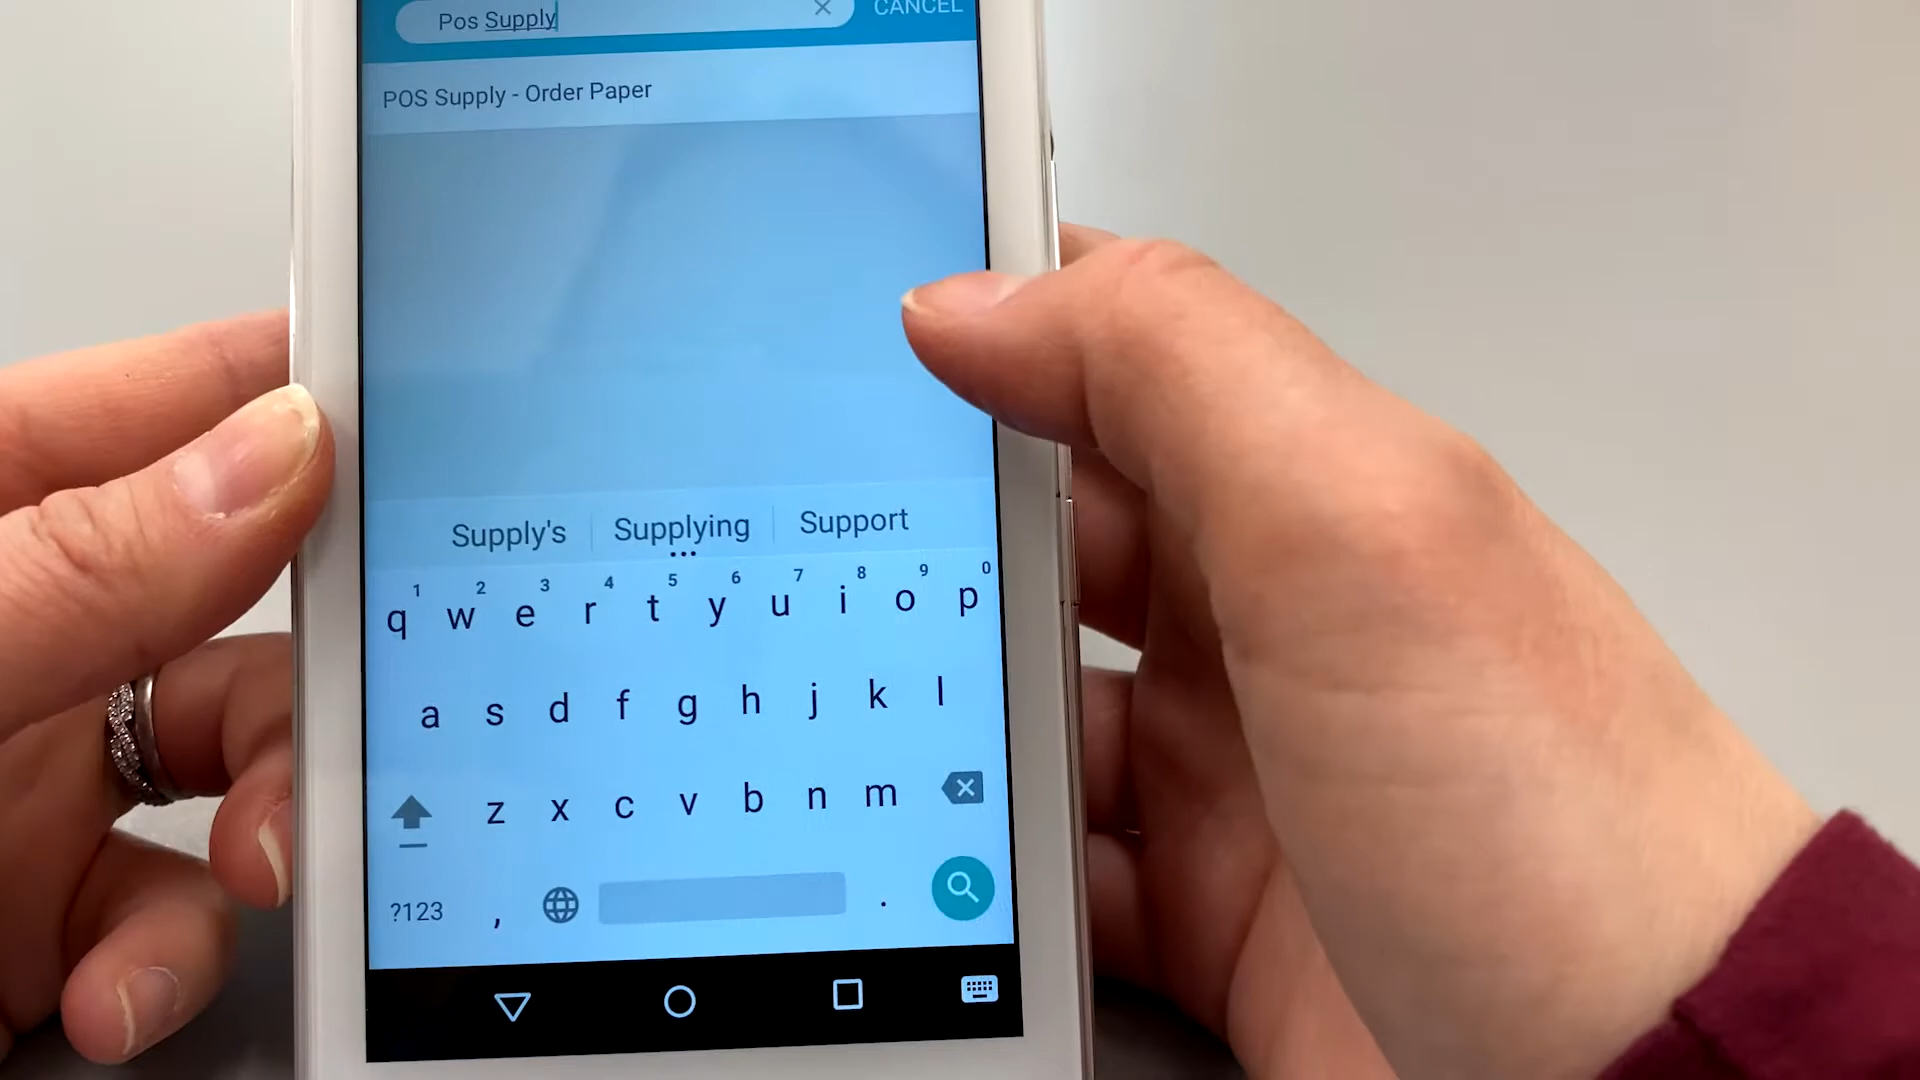 Pos Supply
CANCEL
POS Supply - Order Paper
Supply's Supplying Support
1 2 3 4 5 6 7 8 9 0
q w e r t y u i o p
a s d f g h j k l
z x c v b n m
?123 , .